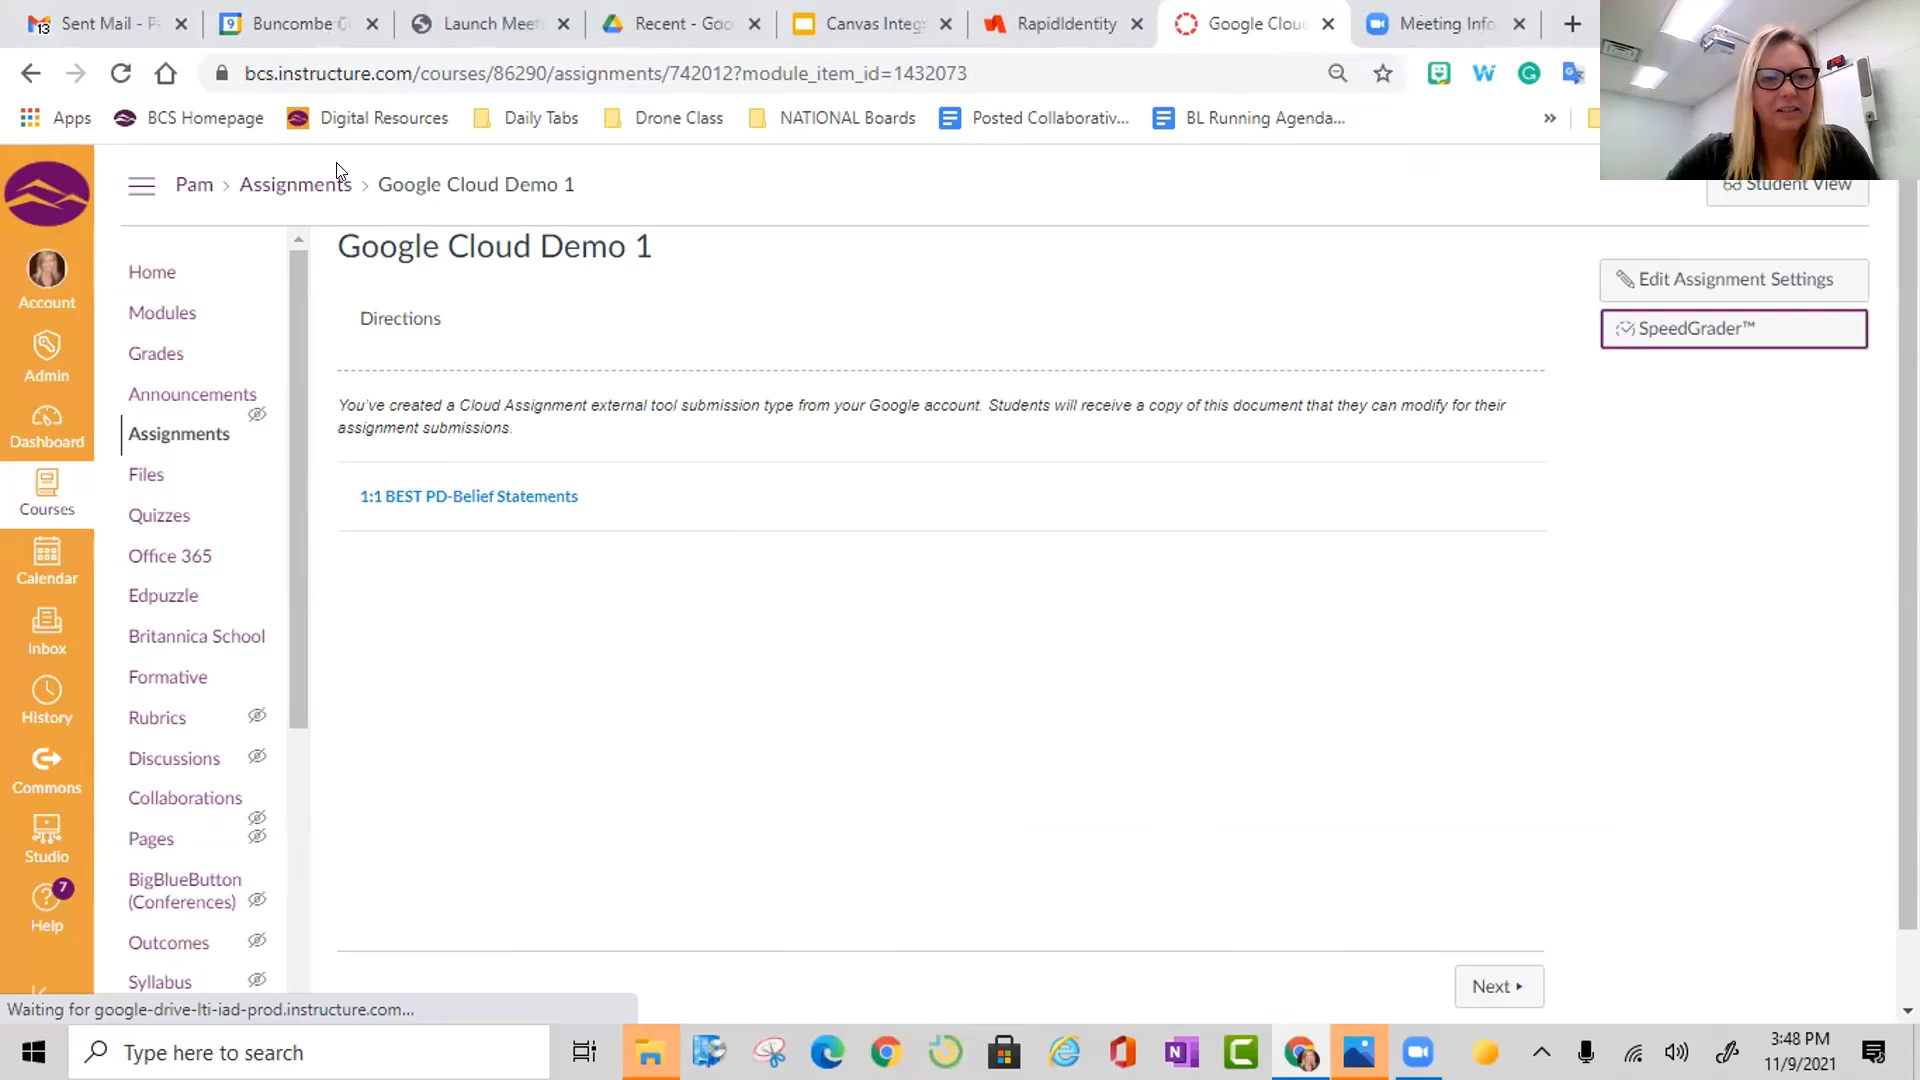 13 Sent Mail - P
9 Buncombe G
Launch Meet
Recent - Goo
Canvas Integ
RapidIdentity
Google Clou
Meeting Info
bcs.instructure.com/courses/86290/assignments/742012?module_item_id=1432073
Apps BCS Homepage Digital Resources Daily Tabs Drone Class NATIONAL Boards Posted Collaborativ... BL Running Agenda... »
Pam > Assignments > Google Cloud Demo 1
Student View
Google Cloud Demo 1
Edit Assignment Settings
SpeedGrader™
Directions
You've created a Cloud Assignment external tool submission type from your Google account. Students will receive a copy of this document that they can modify for their
assignment submissions.
1:1 BEST PD-Belief Statements
Next ▸
Account
Admin
Dashboard
Courses
Calendar
Inbox
History
Commons
Studio
7
Help
Home
Modules
Grades
Announcements
Assignments
Files
Quizzes
Office 365
Edpuzzle
Britannica School
Formative
Rubrics
Discussions
Collaborations
Pages
BigBlueButton
(Conferences)
Outcomes
Syllabus
Waiting for google-drive-lti-iad-prod.instructure.com...
Type here to search
3:48 PM
11/9/2021